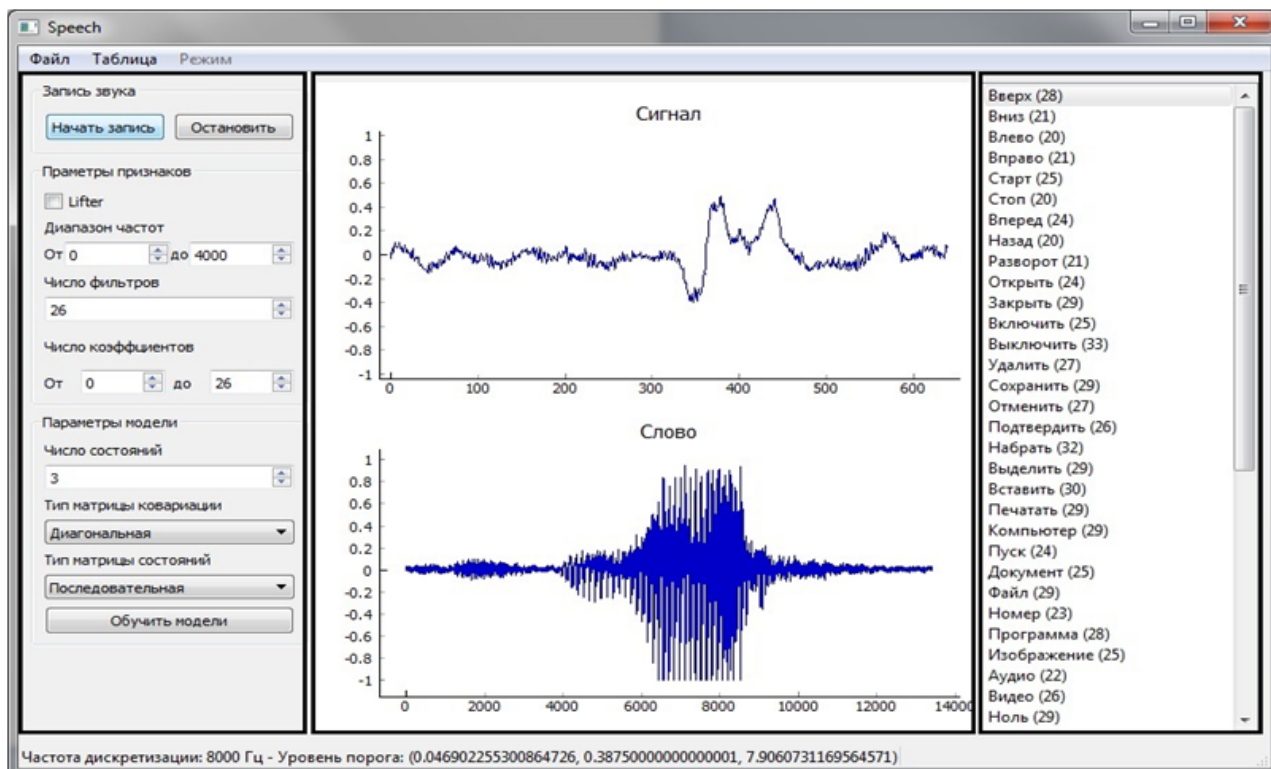 Speech
Файл Таблица Режим
Запись звука
Начать запись Остановить
Праметры признаков
Lifter
Диапазон частот
От 0 до 4000
Число фильтров
26
Число коэффциентов
От 0 до 26
Параметры модели
Число состояний
3
Тип матрицы ковариации
Диагональная
Тип матрицы состояний
Последовательная
Обучить модели
Сигнал
1
0.8
0.6
0.4
0.2
0
-0.2
-0.4
-0.6
-0.8
-1
0 100 200 300 400 500 600
Слово
1
0.8
0.6
0.4
0.2
0
-0.2
-0.4
-0.6
-0.8
-1
0 2000 4000 6000 8000 10000 12000 14000
Вверх (28)
Вниз (21)
Влево (20)
Вправо (21)
Старт (25)
Стоп (20)
Вперед (24)
Назад (20)
Разворот (21)
Открыть (24)
Закрыть (29)
Включить (25)
Выключить (33)
Удалить (27)
Сохранить (29)
Отменить (27)
Подтвердить (26)
Набрать (32)
Выделить (29)
Вставить (30)
Печатать (29)
Компьютер (29)
Пуск (24)
Документ (25)
Файл (29)
Номер (23)
Программа (28)
Изображение (25)
Аудио (22)
Видео (26)
Ноль (29)
Частота дискретизации: 8000 Гц - Уровень порога: (0.046902255300864726, 0.38750000000000001, 7.9060731169564571)